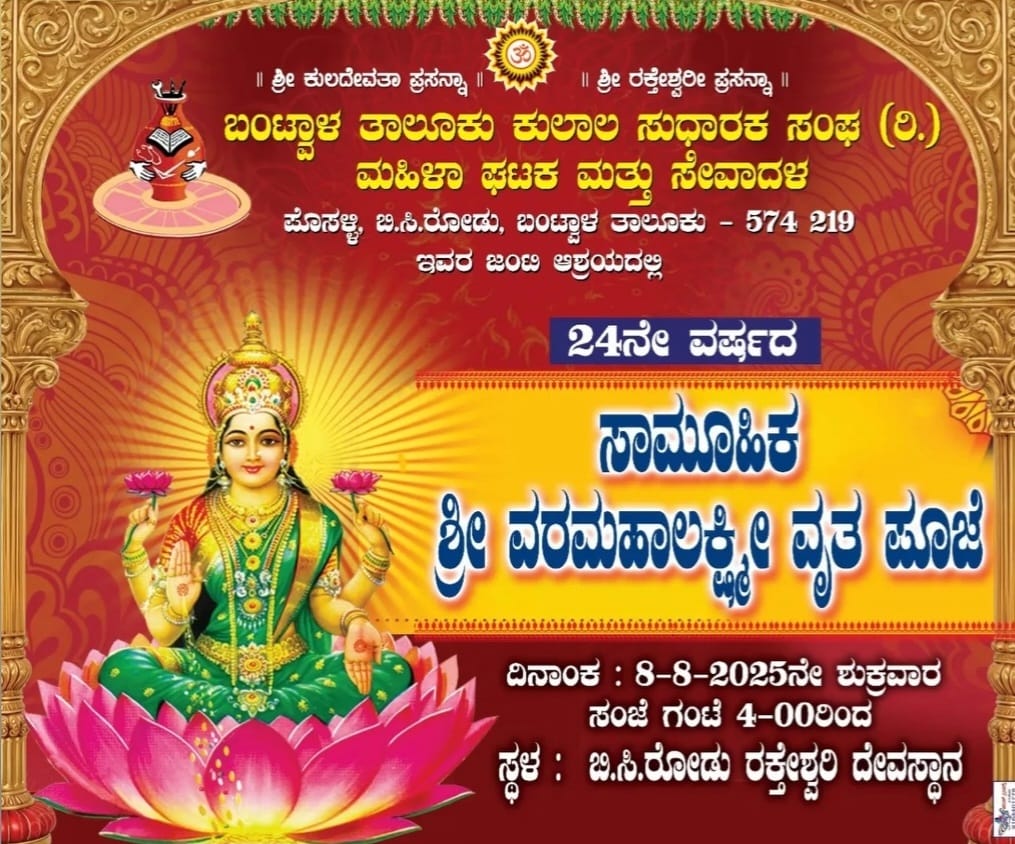 ॐ
॥ ಶ್ರೀ ಕುಲದೇವತಾ ಪ್ರಸನ್ನಾ ॥ ॥ ಶ್ರೀ ರಕ್ತೇಶ್ವರೀ ಪ್ರಸನ್ನಾ ॥
ಬಂಟ್ವಾಳ ತಾಲೂಕು ಕುಲಾಲ ಸುಧಾರಕ ಸಂಘ (ರಿ.)
ಮಹಿಳಾ ಘಟಕ ಮತ್ತು ಸೇವಾದಳ
ಪೊಸಳ್ಳಿ, ಬಿ.ಸಿ.ರೋಡು, ಬಂಟ್ವಾಳ ತಾಲೂಕು - 574 219
ಇವರ ಜಂಟಿ ಆಶ್ರಯದಲ್ಲಿ
24ನೇ ವರ್ಷದ
ಸಾಮೂಹಿಕ
ಶ್ರೀ ವರಮಹಾಲಕ್ಷ್ಮೀ ವೃತ ಪೂಜೆ
ದಿನಾಂಕ : 8-8-2025ನೇ ಶುಕ್ರವಾರ
ಸಂಜೆ ಗಂಟೆ 4-00ರಿಂದ
ಸ್ಥಳ : ಬಿ.ಸಿ.ರೋಡು ರಕ್ತೇಶ್ವರಿ ದೇವಸ್ಥಾನ